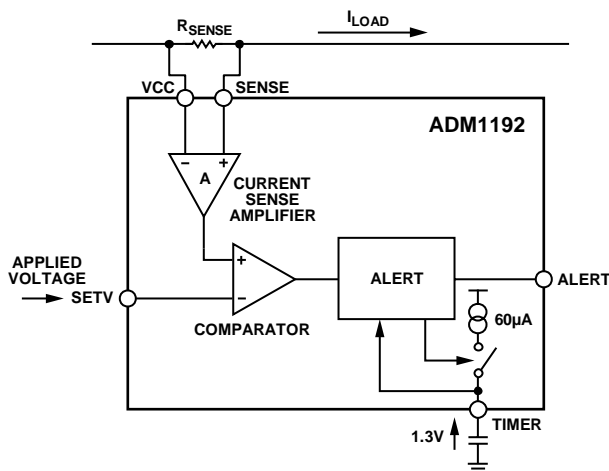 RSENSE
ILOAD
VCC
SENSE
ADM1192
– +
A
CURRENT
SENSE
AMPLIFIER
APPLIED
VOLTAGE
SETV
+
–
COMPARATOR
ALERT
ALERT
60µA
TIMER
1.3V